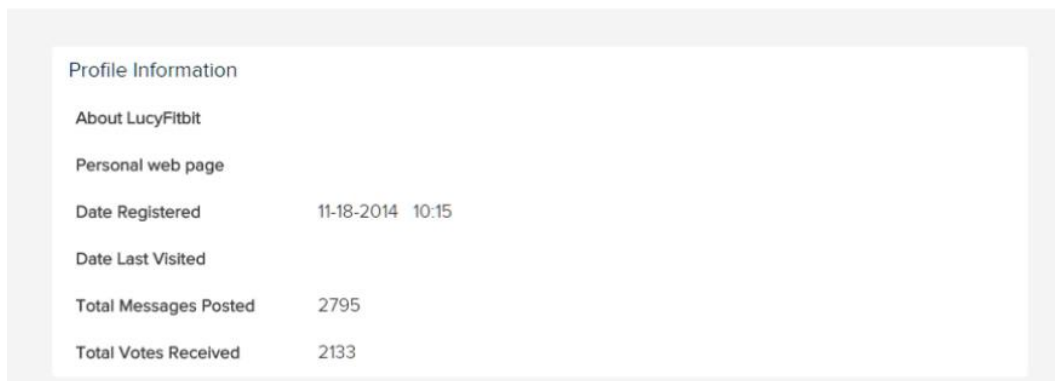 Profile Information
About LucyFitbit
Personal web page
Date Registered 11-18-2014 10:15
Date Last Visited
Total Messages Posted 2795
Total Votes Received 2133